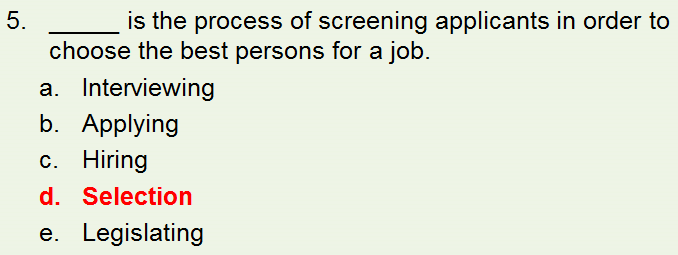 5. _____ is the process of screening applicants in order to
choose the best persons for a job.
a. Interviewing
b. Applying
c. Hiring
d. Selection
e. Legislating